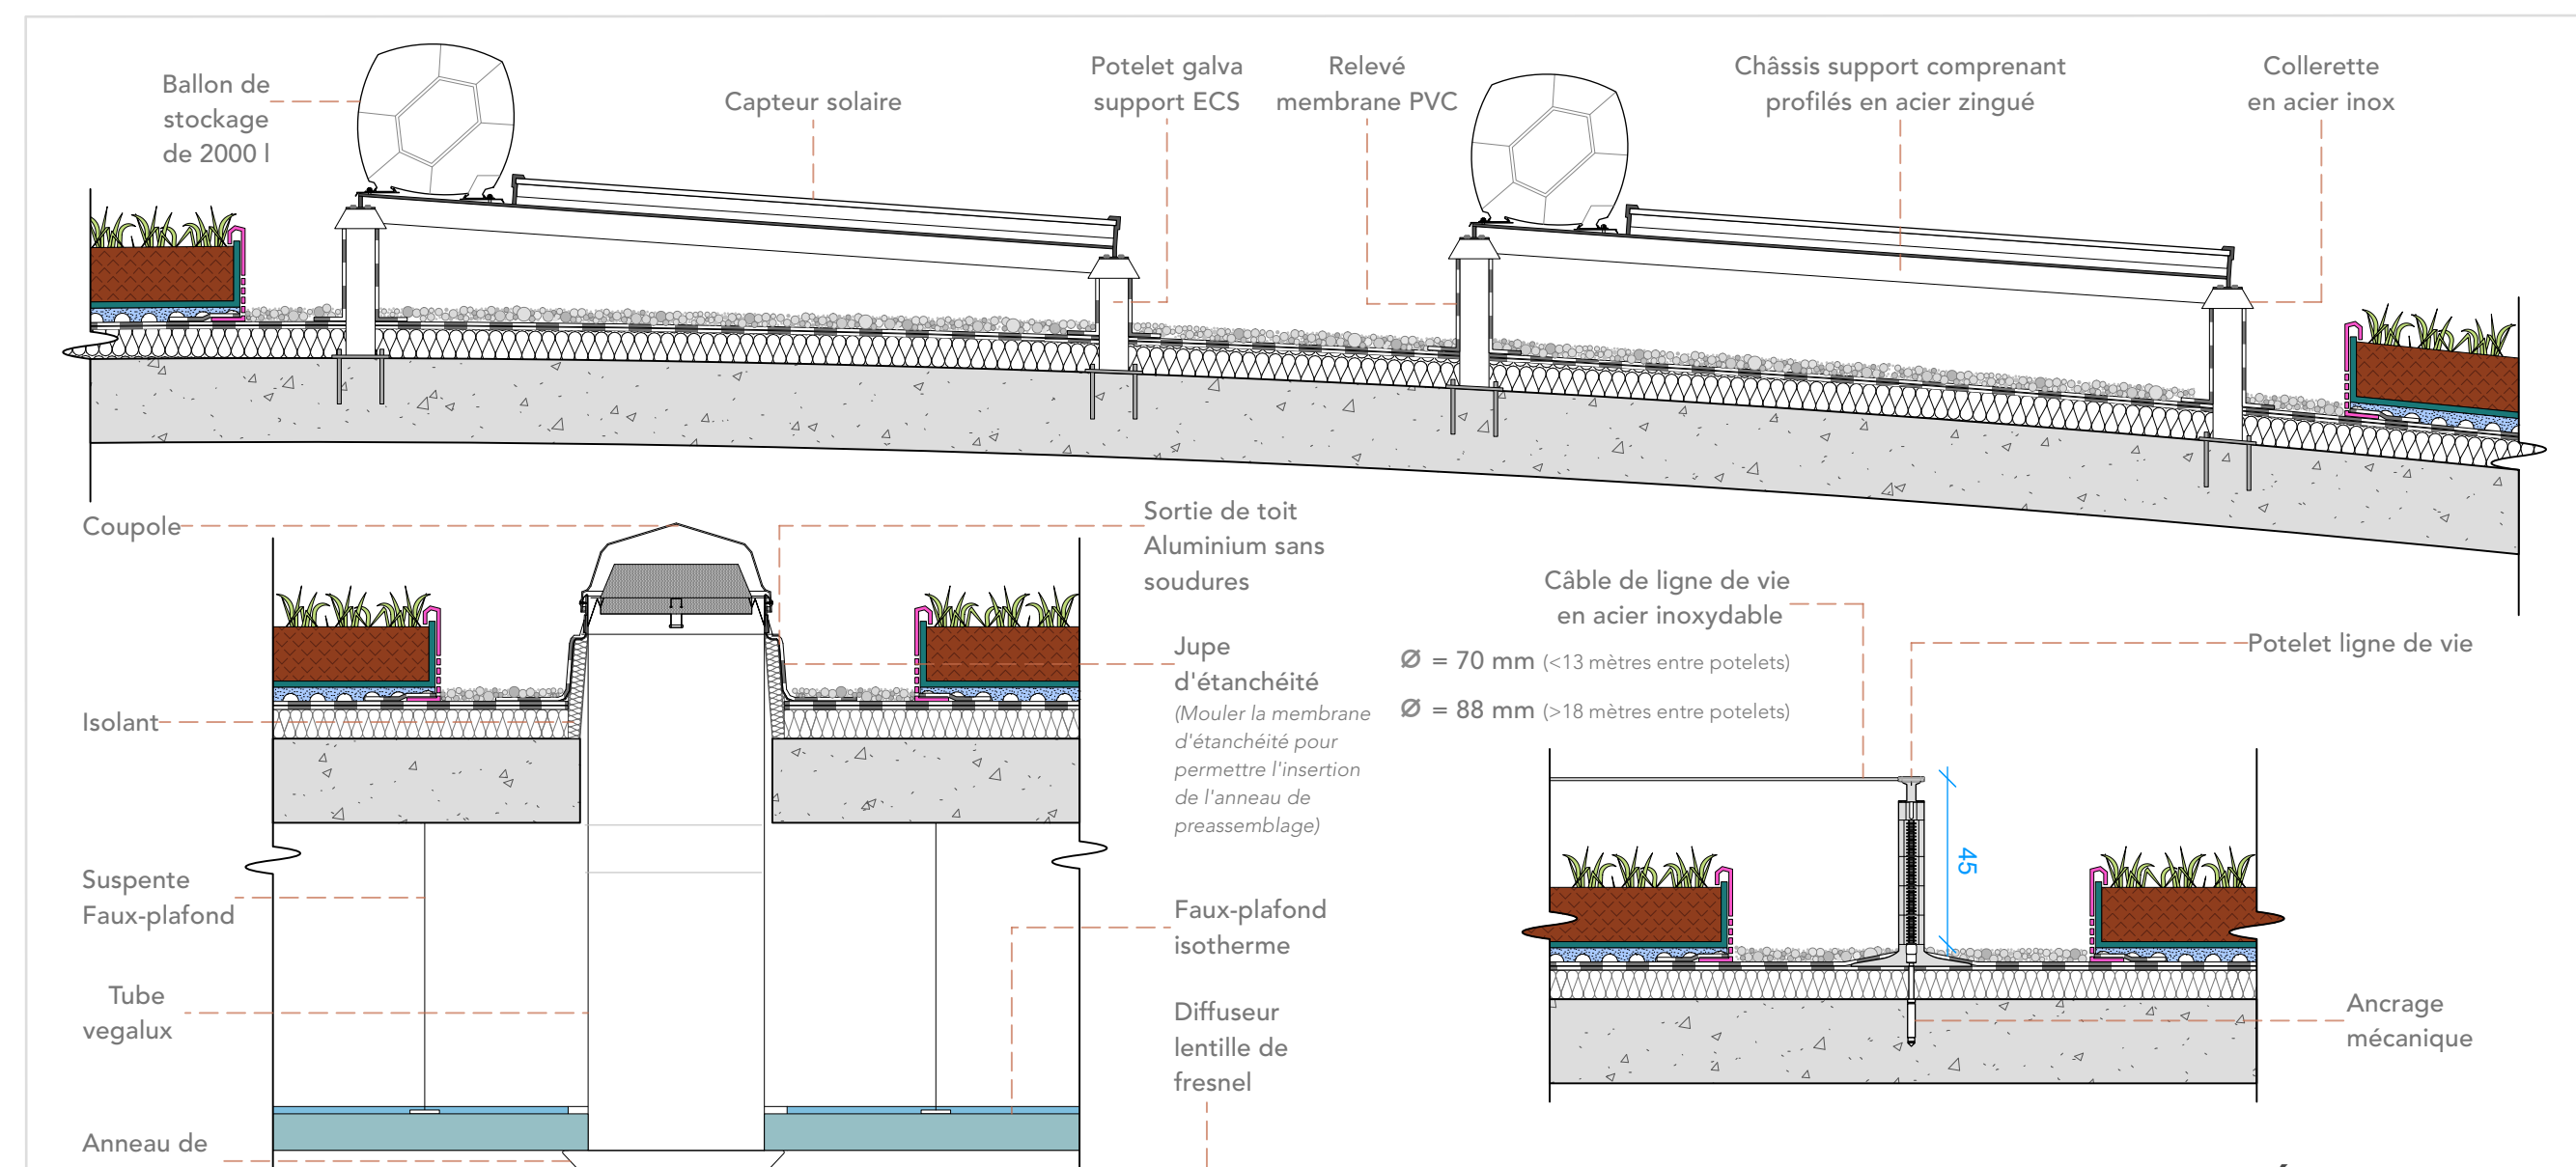 Ballon de
stockage
de 2000 l
Capteur solaire
Potelet galva
support ECS
Relevé
membrane PVC
Châssis support comprenant
profilés en acier zingué
Collerette
en acier inox
Coupole
Sortie de toit
Aluminium sans
soudures
Jupe
d'étanchéité
(Mouler la membrane
d'étanchéité pour
permettre l'insertion
de l'anneau de
preassemblage)
Isolant
Suspente
Faux-plafond
Faux-plafond
isotherme
Tube
vegalux
Diffuseur
lentille de
fresnel
Anneau de
Câble de ligne de vie
en acier inoxydable
Ø = 70 mm (<13 mètres entre potelets)
Ø = 88 mm (>18 mètres entre potelets)
Potelet ligne de vie
45
Ancrage
mécanique